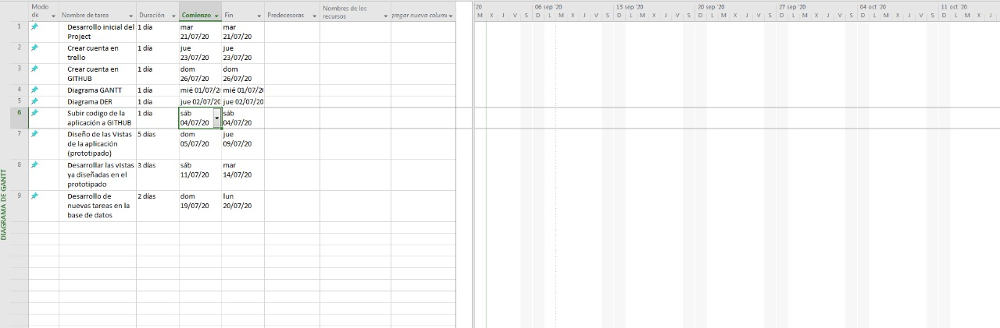 Modo de
Nombre de tarea
Duración
Comienzo
Fin
Predecesoras
Nombres de los recursos
regar nueva colum
20
06 sep '20
13 sep '20
20 sep '20
27 sep '20
04 oct '20
11 oct '20
M X J V S D L M X J V S D L M X J V S D L M X J V S D L M X J V S D L M X J V S D L M X J
1 Desarrollo inicial del Project 1 día mar 21/07/20 mar 21/07/20
2 Crear cuenta en trello 1 día jue 23/07/20 jue 23/07/20
3 Crear cuenta en GITHUB 1 día dom 26/07/20 dom 26/07/20
4 Diagrama GANTT 1 día mié 01/07/20 mié 01/07/20
5 Diagrama DER 1 día jue 02/07/20 jue 02/07/20
6 Subir codigo de la aplicación a GITHUB 1 día sáb 04/07/20 sáb 04/07/20
7 Diseño de las Vistas de la aplicación (prototipado) 5 días dom 05/07/20 jue 09/07/20
8 Desarrollar las vistas ya diseñadas en el prototipado 3 días sáb 11/07/20 mar 14/07/20
9 Desarrollo de nuevas tareas en la base de datos 2 días dom 19/07/20 lun 20/07/20
DIAGRAMA DE GANTT